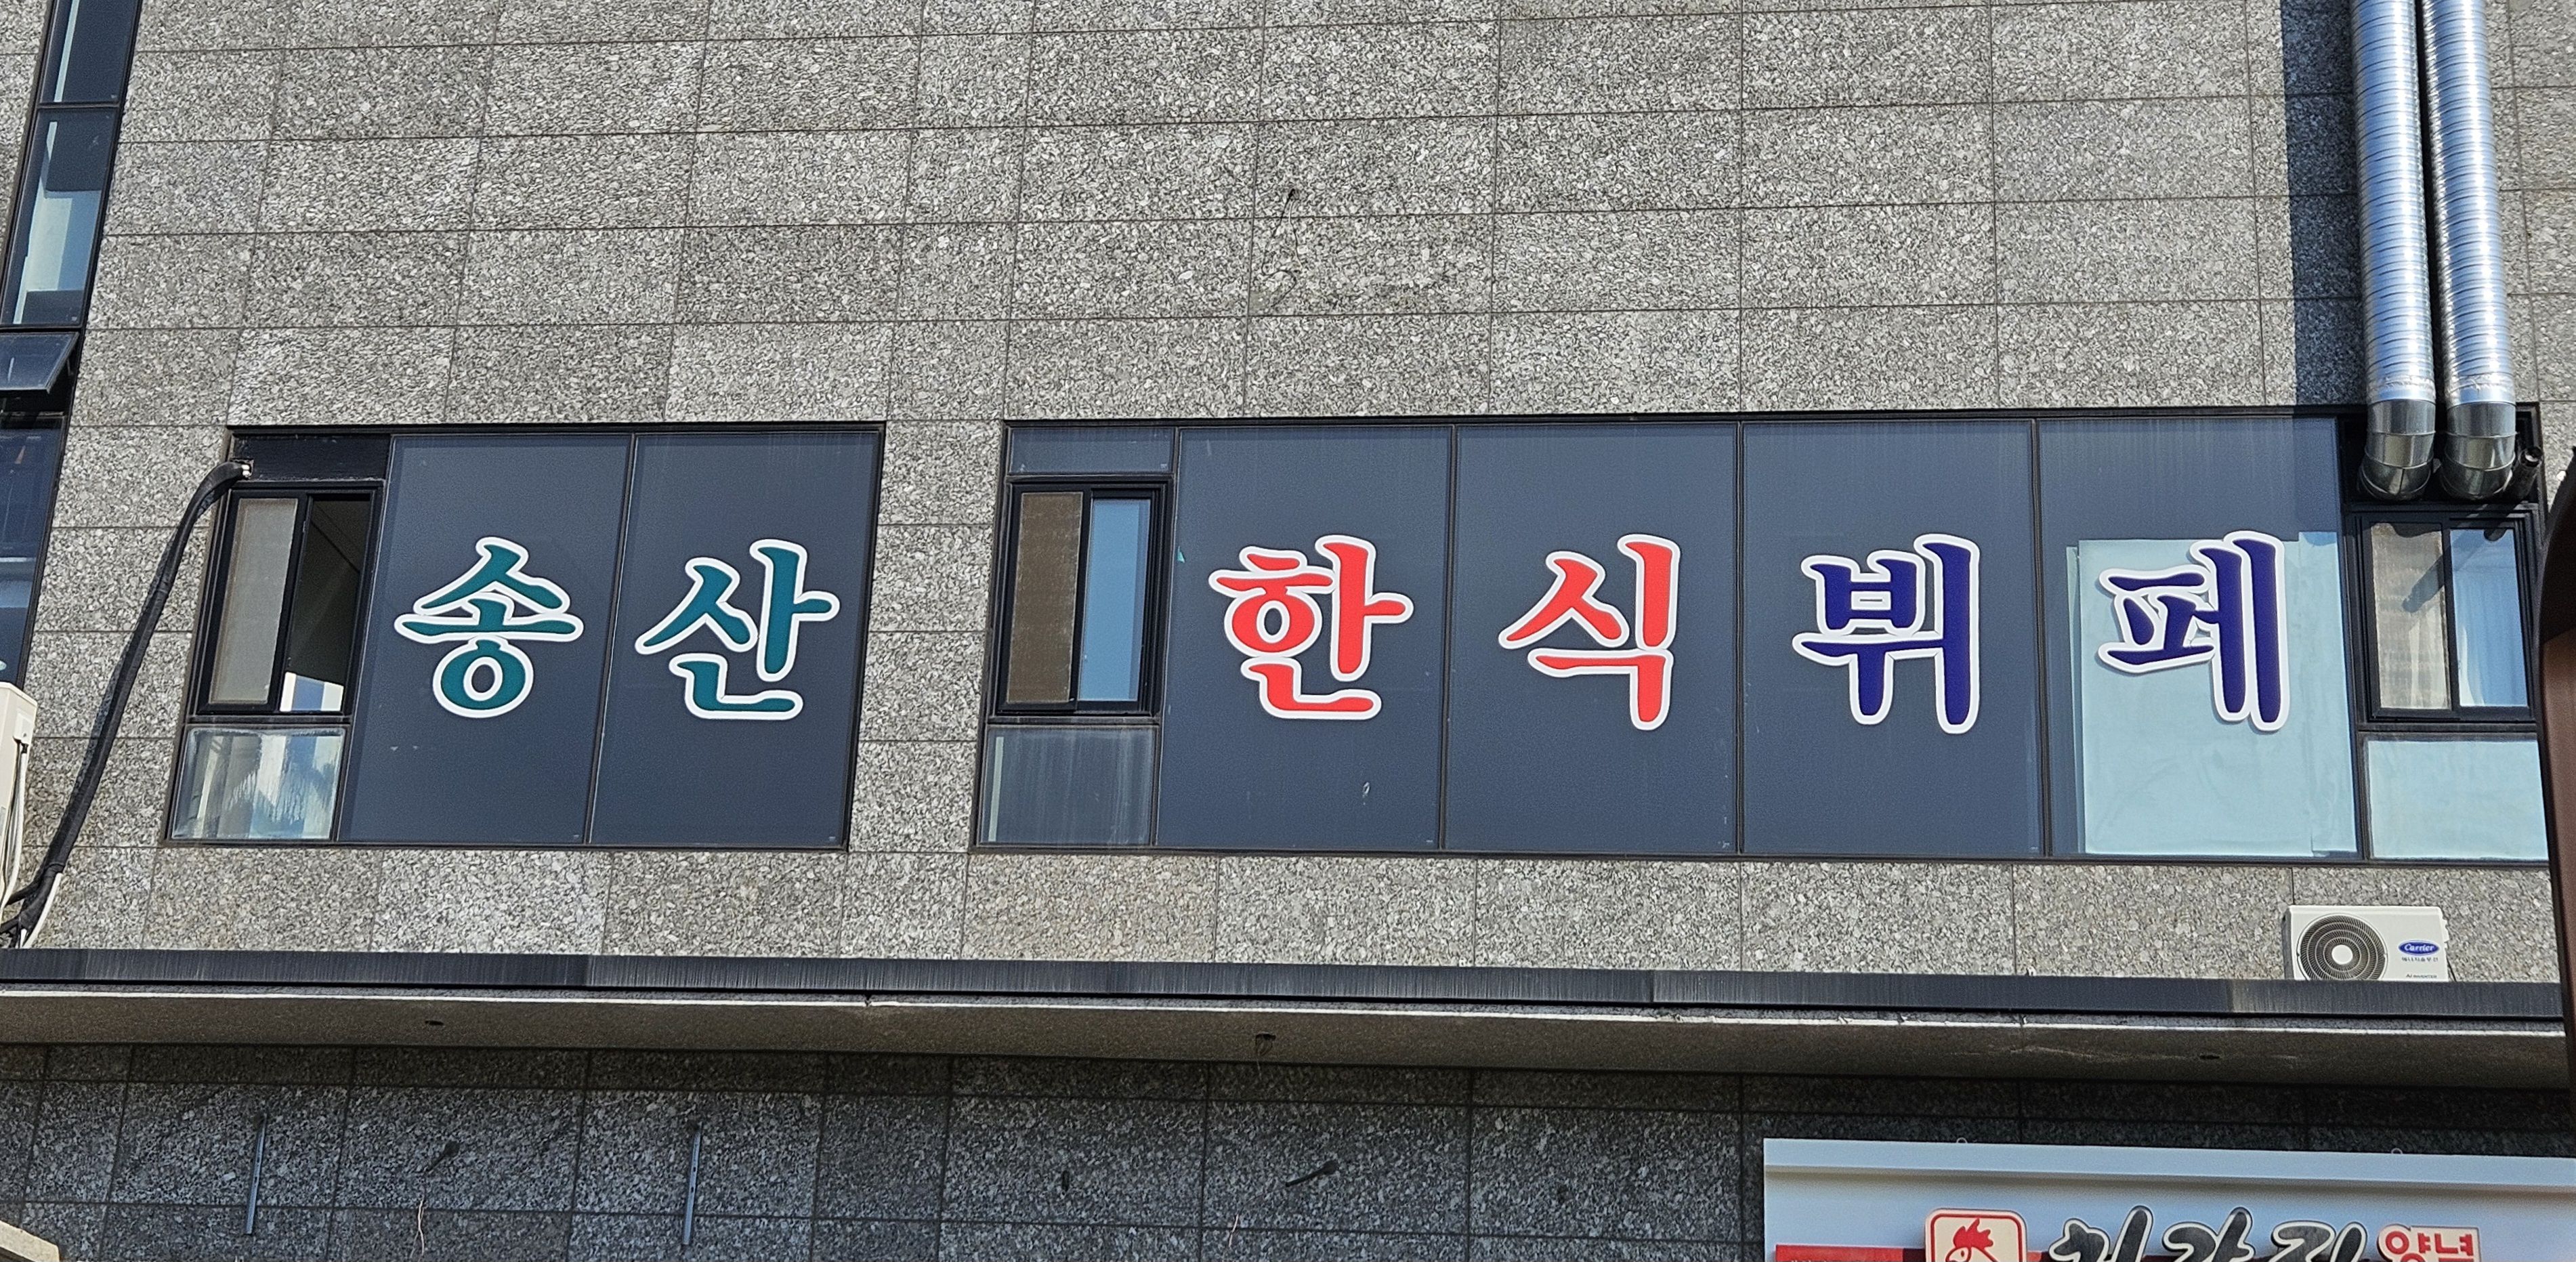 송산 한식뷔페
Carrier
양념